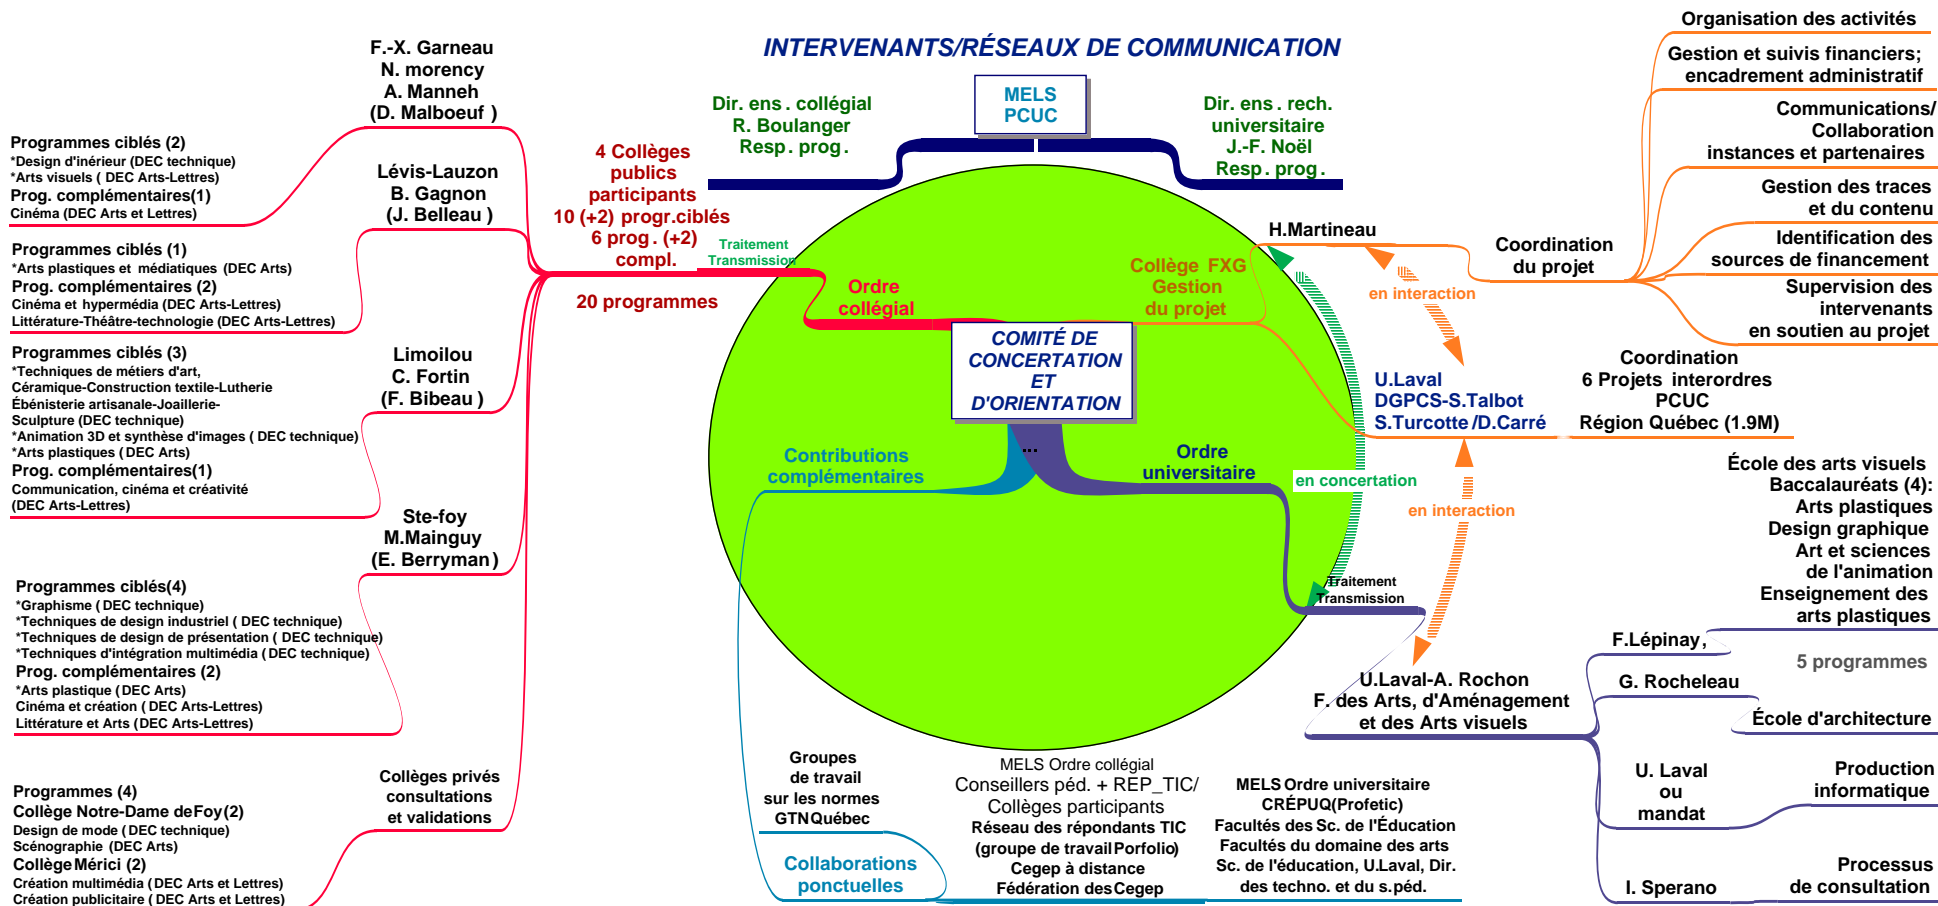 INTERVENANTS/RÉSEAUX DE COMMUNICATION
MELS
PCUC
Dir. ens. collégial
R. Boulanger
Resp. prog.
Dir. ens. rech.
universitaire
J.-F. Noël
Resp. prog.
F.-X. Garneau
N. morency
A. Manneh
(D. Malboeuf )
Programmes ciblés (2)
*Design d'inérieur (DEC technique)
*Arts visuels ( DEC Arts-Lettres)
Prog. complémentaires(1)
Cinéma (DEC Arts et Lettres)
Lévis-Lauzon
B. Gagnon
(J. Belleau )
Programmes ciblés (1)
*Arts plastiques et médiatiques (DEC Arts)
Prog. complémentaires (2)
Cinéma et hypermédia (DEC Arts-Lettres)
Littérature-Théâtre-technologie (DEC Arts-Lettres)
Limoilou
C. Fortin
(F. Bibeau )
Programmes ciblés (3)
*Techniques de métiers d'art,
Céramique-Construction textile-Lutherie
Ébénisterie artisanale-Joaillerie-
Sculpture (DEC technique)
*Animation 3D et synthèse d'images ( DEC technique)
*Arts plastiques ( DEC Arts)
Prog. complémentaires(1)
Communication, cinéma et créativité
(DEC Arts-Lettres)
Ste-foy
M.Mainguy
(E. Berryman )
Programmes ciblés(4)
*Graphisme ( DEC technique)
*Techniques de design industriel ( DEC technique)
*Techniques de design de présentation ( DEC technique)
*Techniques d'intégration multimédia ( DEC technique)
Prog. complémentaires (2)
*Arts plastique ( DEC Arts)
Cinéma et création ( DEC Arts-Lettres)
Littérature et Arts ( DEC Arts-Lettres)
Collèges privés
consultations
et validations
Programmes (4)
Collège Notre-Dame deFoy(2)
Design de mode ( DEC technique)
Scénographie (DEC Arts)
Collège Mérici (2)
Création multimédia ( DEC Arts et Lettres)
Création publicitaire ( DEC Arts et Lettres)
4 Collèges
publics
participants
10 (+2) progr.ciblés
6 prog. (+2)
compl.
20 programmes
Traitement
Transmission
Ordre
collégial
COMITÉ DE
CONCERTATION
ET
D'ORIENTATION
...
Collège FXG
Gestion
du projet
H.Martineau
Coordination
du projet
Organisation des activités
Gestion et suivis financiers;
encadrement administratif
Communications/
Collaboration
instances et partenaires
Gestion des traces
et du contenu
Identification des
sources de financement
Supervision des
intervenants
en soutien au projet
en interaction
U.Laval
DGPCS-S.Talbot
S.Turcotte /D.Carré
Coordination
6 Projets interordres
PCUC
Région Québec (1.9M)
en concertation
en interaction
Contributions
complémentaires
Ordre
universitaire
Traitement
Transmission
U.Laval-A. Rochon
F. des Arts, d'Aménagement
et des Arts visuels
F.Lépinay,
École des arts visuels
Baccalauréats (4):
Arts plastiques
Design graphique
Art et sciences
de l'animation
Enseignement des
arts plastiques
5 programmes
G. Rocheleau
École d'architecture
U. Laval
ou
mandat
Production
informatique
I. Sperano
Processus
de consultation
Groupes
de travail
sur les normes
GTNQuébec
Collaborations
ponctuelles
MELS Ordre collégial
Conseillers péd. + REP_TIC/
Collèges participants
Réseau des répondants TIC
(groupe de travail Porfolio)
Cegep à distance
Fédération des Cegep
MELS Ordre universitaire
CRÉPUQ(Profetic)
Facultés des Sc. de l'Éducation
Facultés du domaine des arts
Sc. de l'éducation, U.Laval, Dir.
des techno. et du s.péd.